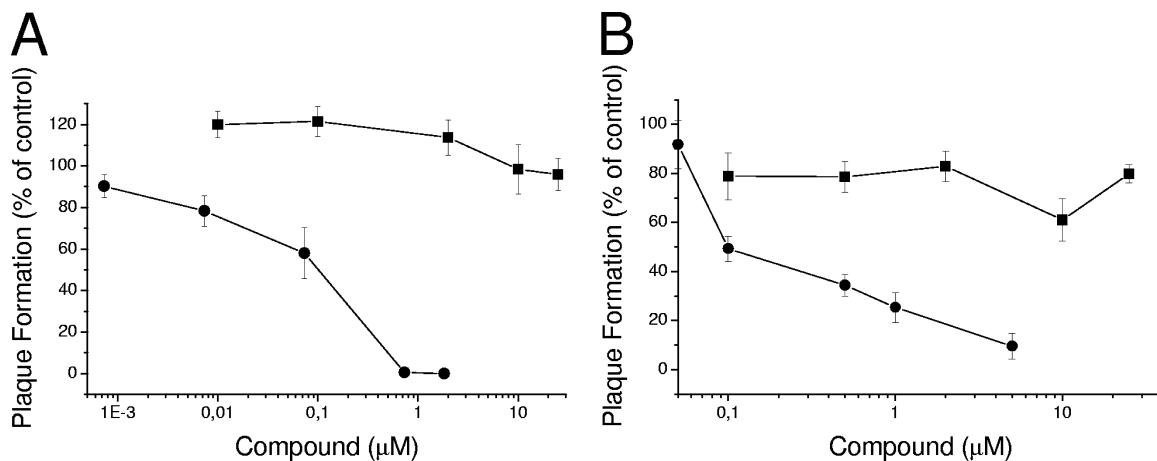 A
Plaque Formation (% of control)
120
100
80
60
40
20
0
1E-3 0,01 0,1 1 10
Compound (μM)
B
Plaque Formation (% of control)
100
80
60
40
20
0
0,1 1 10
Compound (μM)